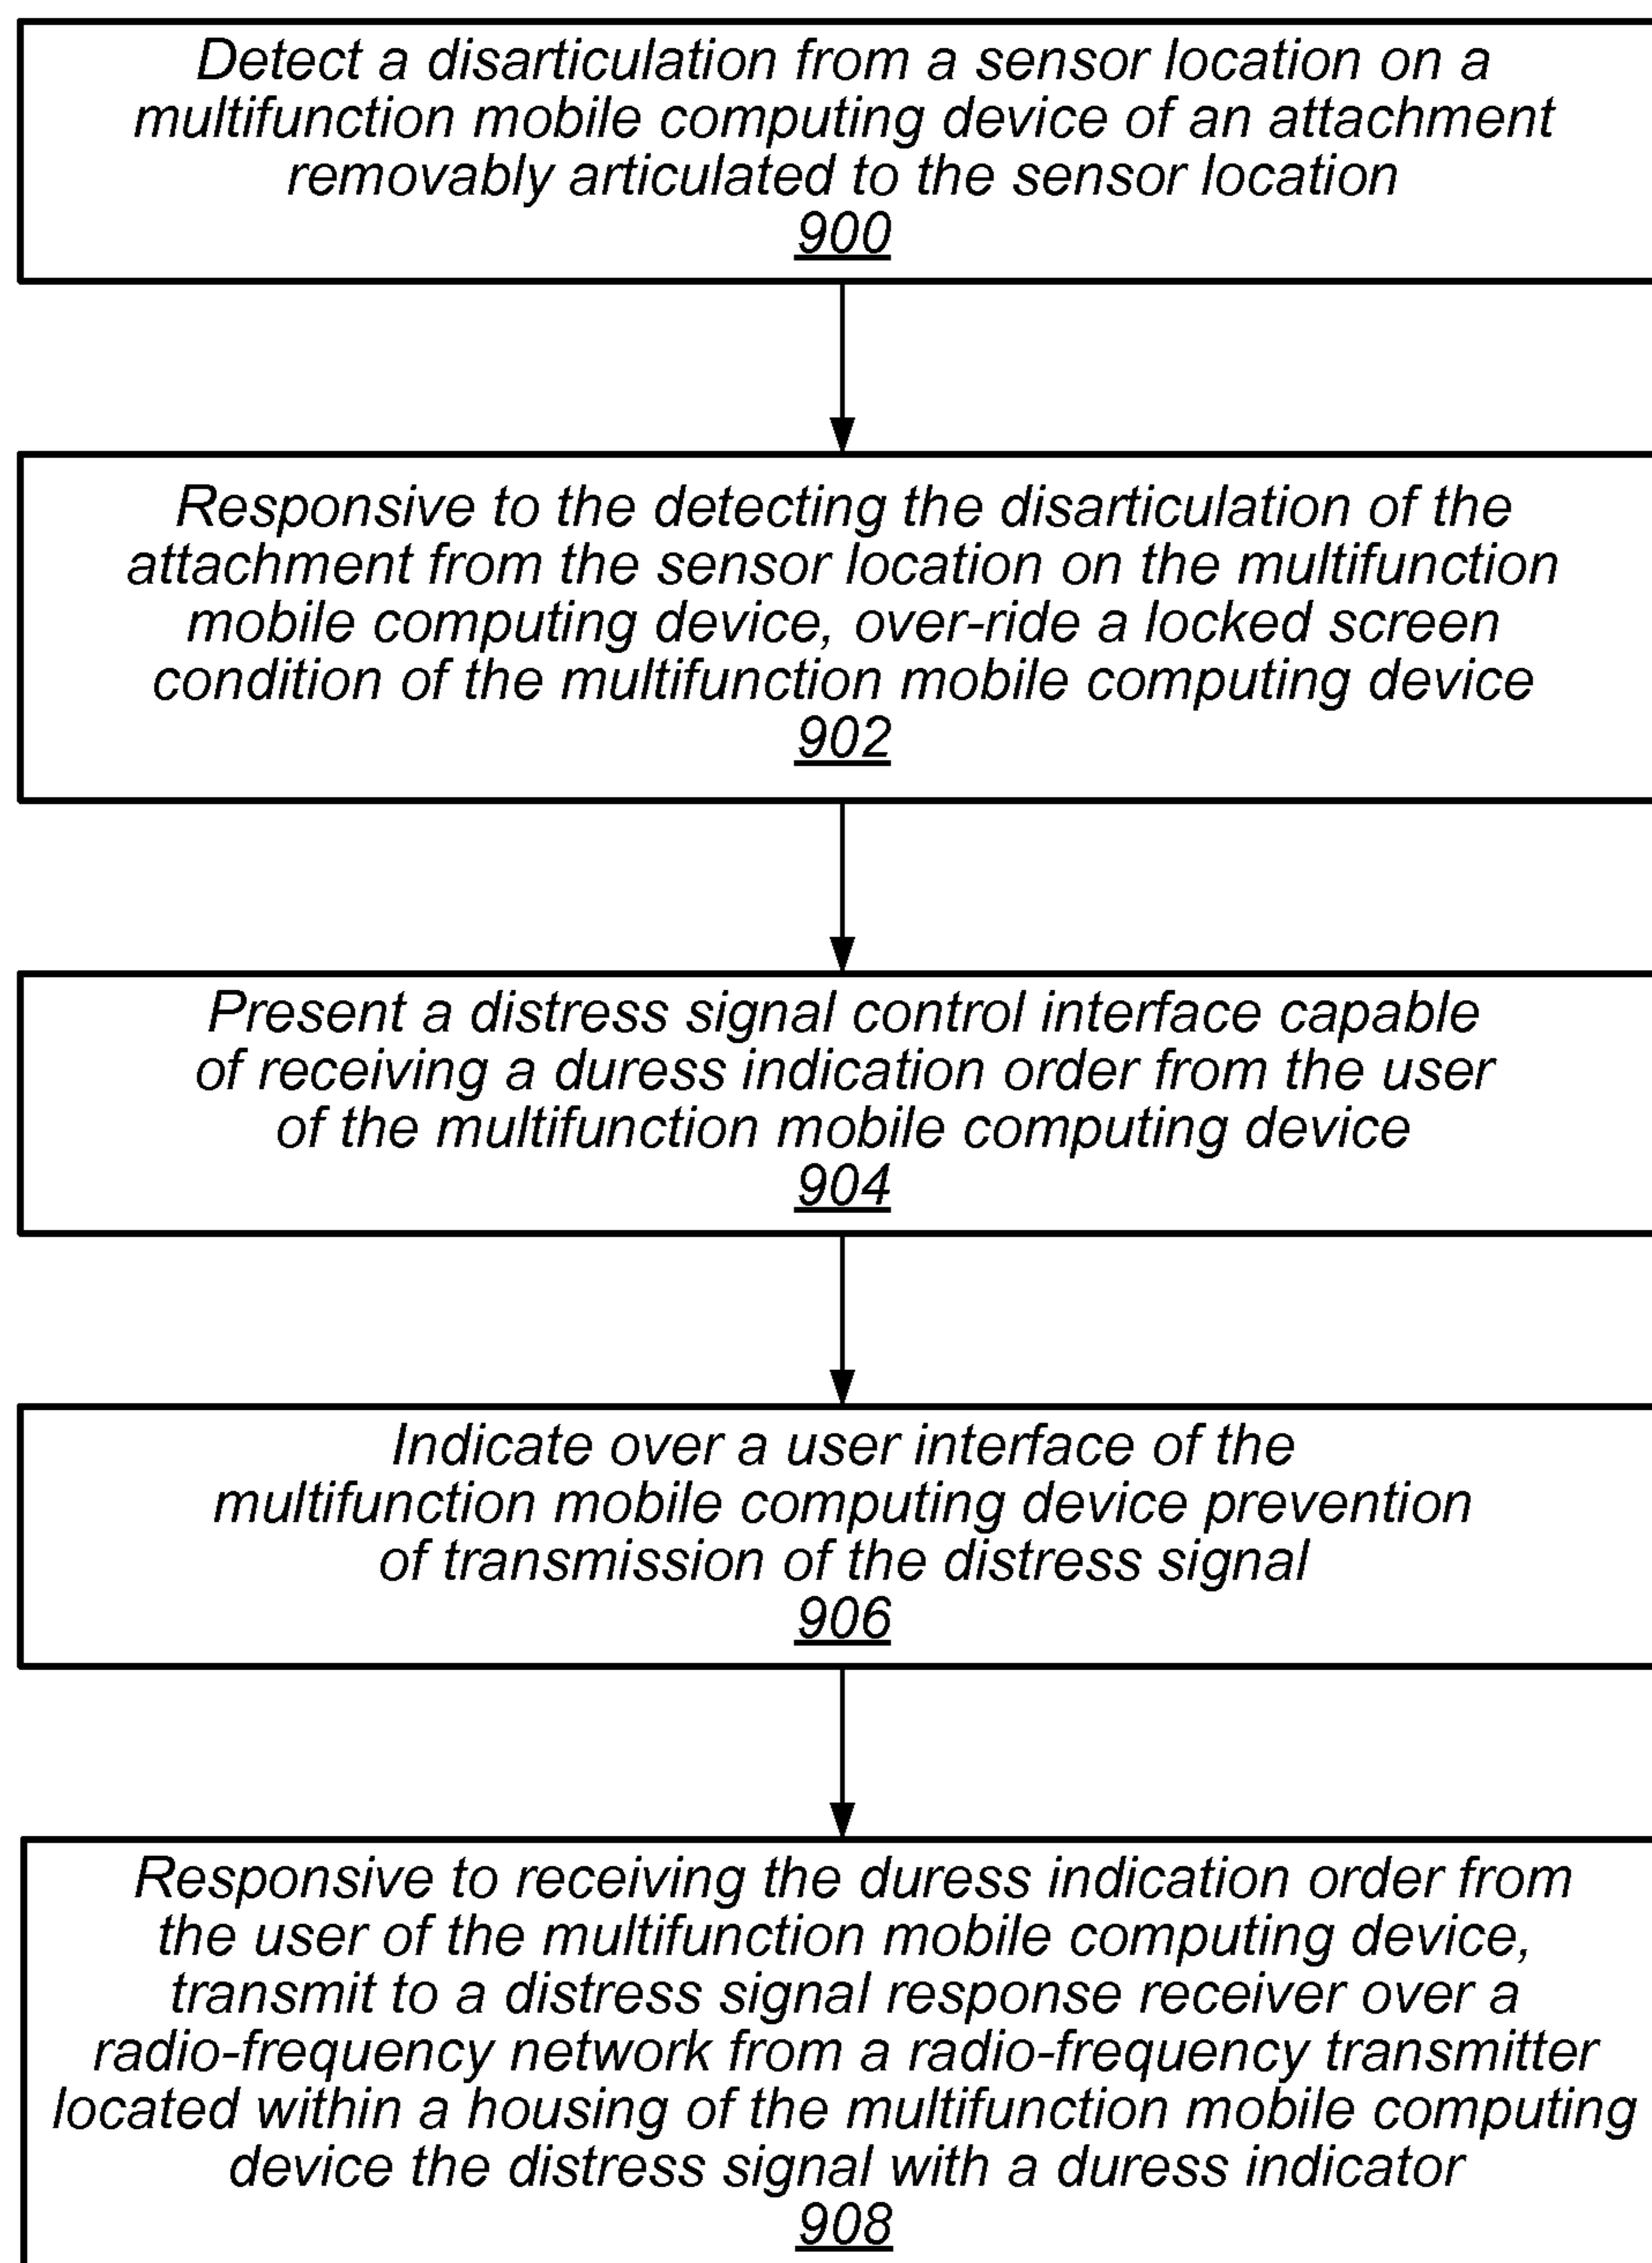 Detect a disarticulation from a sensor location on a
multifunction mobile computing device of an attachment
removably articulated to the sensor location
900
Responsive to the detecting the disarticulation of the
attachment from the sensor location on the multifunction
mobile computing device, over-ride a locked screen
condition of the multifunction mobile computing device
902
Present a distress signal control interface capable
of receiving a duress indication order from the user
of the multifunction mobile computing device
904
Indicate over a user interface of the
multifunction mobile computing device prevention
of transmission of the distress signal
906
Responsive to receiving the duress indication order from
the user of the multifunction mobile computing device,
transmit to a distress signal response receiver over a
radio-frequency network from a radio-frequency transmitter
located within a housing of the multifunction mobile computing
device the distress signal with a duress indicator
908